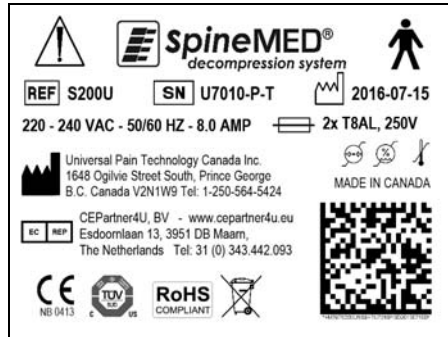 SpineMED®
decompression system
REF S200U SN U7010-P-T 2016-07-15
220 - 240 VAC - 50/60 HZ - 8.0 AMP 2x T8AL, 250V
Universal Pain Technology Canada Inc.
1648 Ogilvie Street South, Prince George
B.C. Canada V2N1W9 Tel: 1-250-564-5424
MADE IN CANADA
EC REP
CEPartner4U, BV - www.cepartner4u.eu
Esdoornlaan 13, 3951 DB Maarn,
The Netherlands Tel: 31 (0) 343.442.093
CE
NB 0413
TÜV
SÜD
C US
RoHS
COMPLIANT